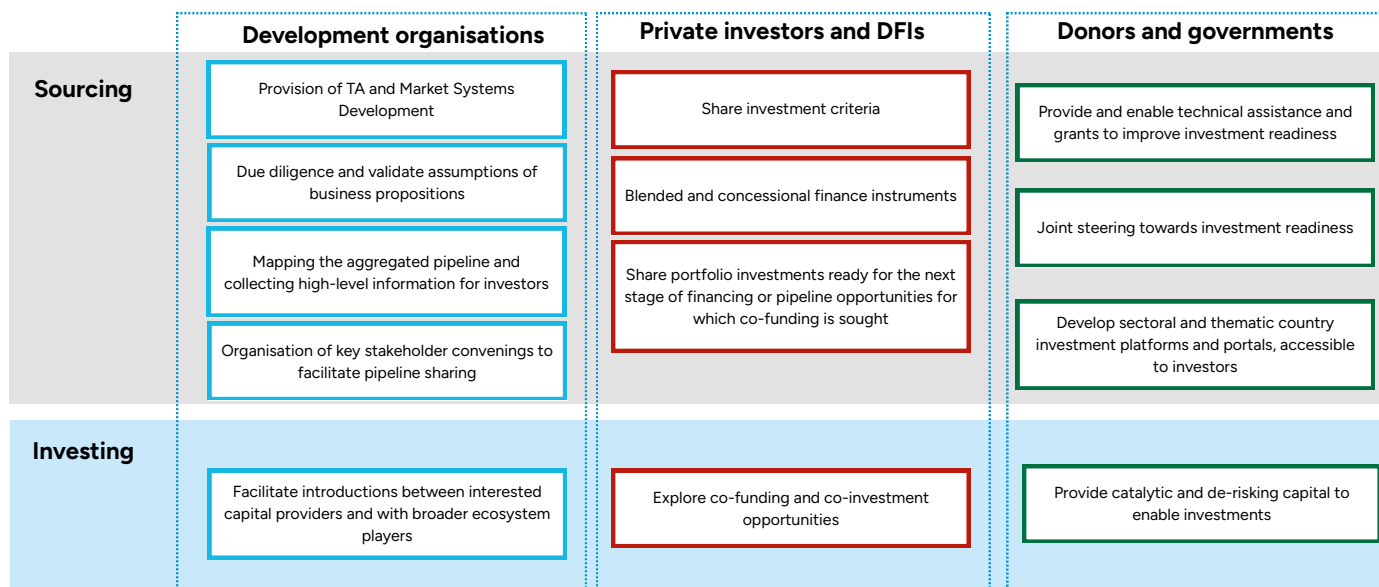 Development organisations
Private investors and DFIs
Donors and governments
Sourcing
Provision of TA and Market Systems
Development
Due diligence and validate assumptions of
business propositions
Mapping the aggregated pipeline and
collecting high-level information for investors
Organisation of key stakeholder convenings to
facilitate pipeline sharing
Share investment criteria
Blended and concessional finance instruments
Share portfolio investments ready for the next
stage of financing or pipeline opportunities for
which co-funding is sought
Provide and enable technical assistance and
grants to improve investment readiness
Joint steering towards investment readiness
Develop sectoral and thematic country
investment platforms and portals, accessible
to investors
Investing
Facilitate introductions between interested
capital providers and with broader ecosystem
players
Explore co-funding and co-investment
opportunities
Provide catalytic and de-risking capital to
enable investments